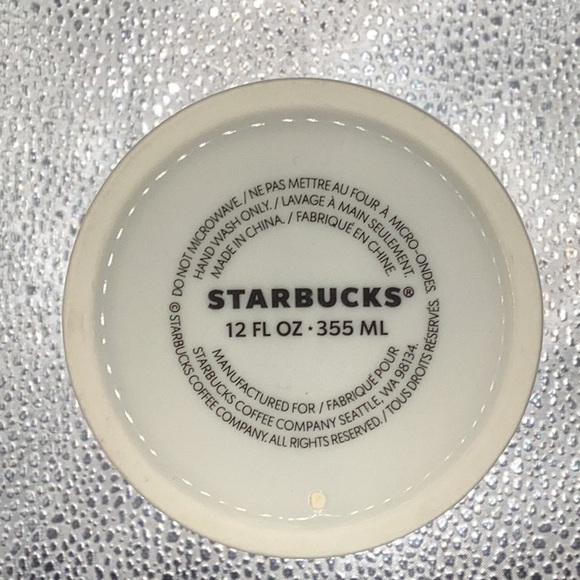 © DO NOT MICROWAVE. / NE PAS METTRE AU FOUR À MICRO-ONDES.
HAND WASH ONLY. / LAVAGE À MAIN SEULEMENT.
MADE IN CHINA. / FABRIQUÉ EN CHINE
STARBUCKS®
12 FL OZ · 355 ML
MANUFACTURED FOR / FABRIQUÉ POUR
STARBUCKS COFFEE COMPANY SEATTLE, WA 98134.
STARBUCKS COFFEE COMPANY. ALL RIGHTS RESERVED. / TOUS DROITS RÉSERVÉS.